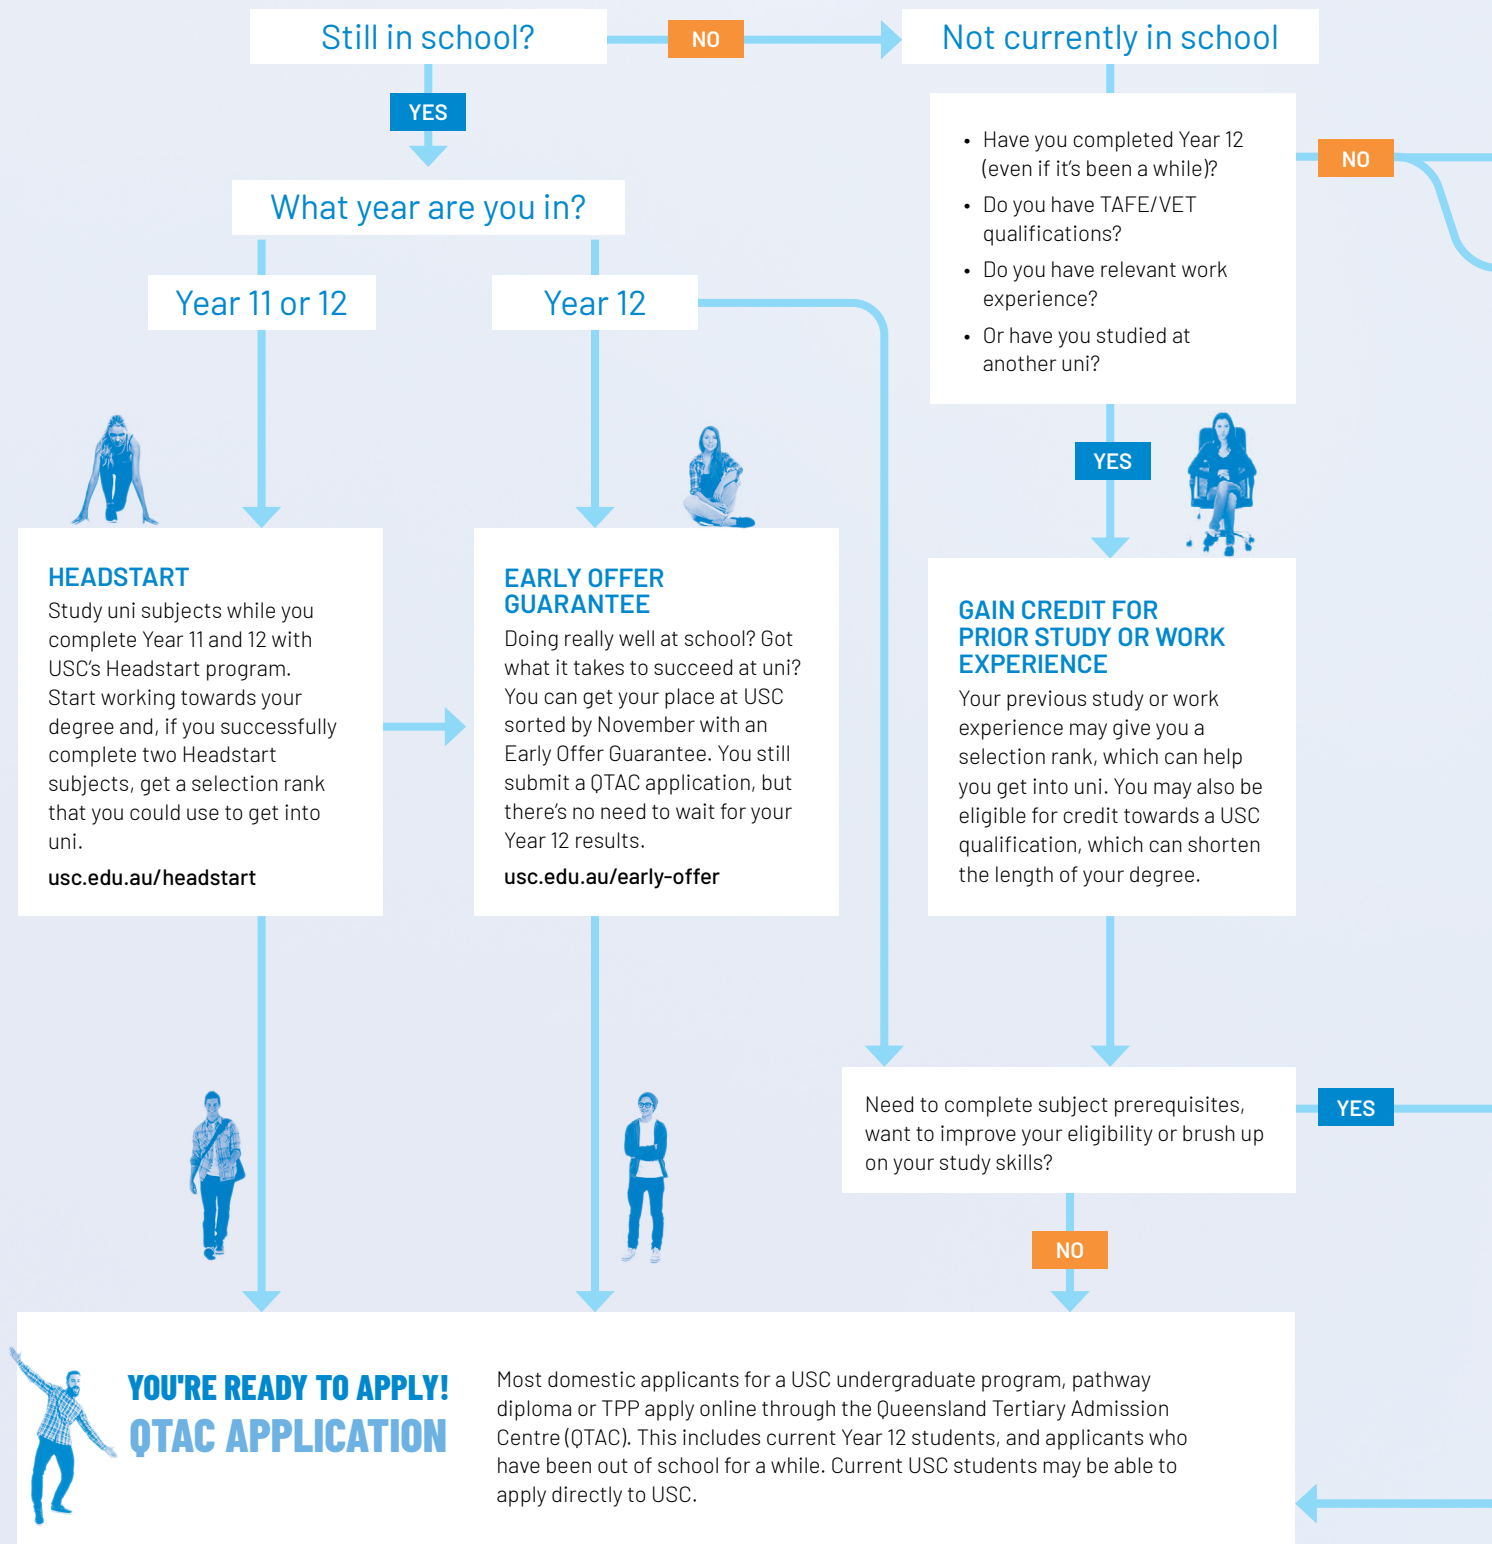 Still in school?
NO
Not currently in school
YES
What year are you in?
Year 11 or 12
Year 12
• Have you completed Year 12
(even if it's been a while)?
• Do you have TAFE/VET
qualifications?
• Do you have relevant work
experience?
• Or have you studied at
another uni?
NO
YES
HEADSTART
Study uni subjects while you
complete Year 11 and 12 with
USC's Headstart program.
Start working towards your
degree and, if you successfully
complete two Headstart
subjects, get a selection rank
that you could use to get into
uni.
usc.edu.au/headstart
EARLY OFFER
GUARANTEE
Doing really well at school? Got
what it takes to succeed at uni?
You can get your place at USC
sorted by November with an
Early Offer Guarantee. You still
submit a QTAC application, but
there's no need to wait for your
Year 12 results.
usc.edu.au/early-offer
GAIN CREDIT FOR
PRIOR STUDY OR WORK
EXPERIENCE
Your previous study or work
experience may give you a
selection rank, which can help
you get into uni. You may also be
eligible for credit towards a USC
qualification, which can shorten
the length of your degree.
Need to complete subject prerequisites,
want to improve your eligibility or brush up
on your study skills?
YES
NO
YOU'RE READY TO APPLY!
QTAC APPLICATION
Most domestic applicants for a USC undergraduate program, pathway
diploma or TPP apply online through the Queensland Tertiary Admission
Centre (QTAC). This includes current Year 12 students, and applicants who
have been out of school for a while. Current USC students may be able to
apply directly to USC.